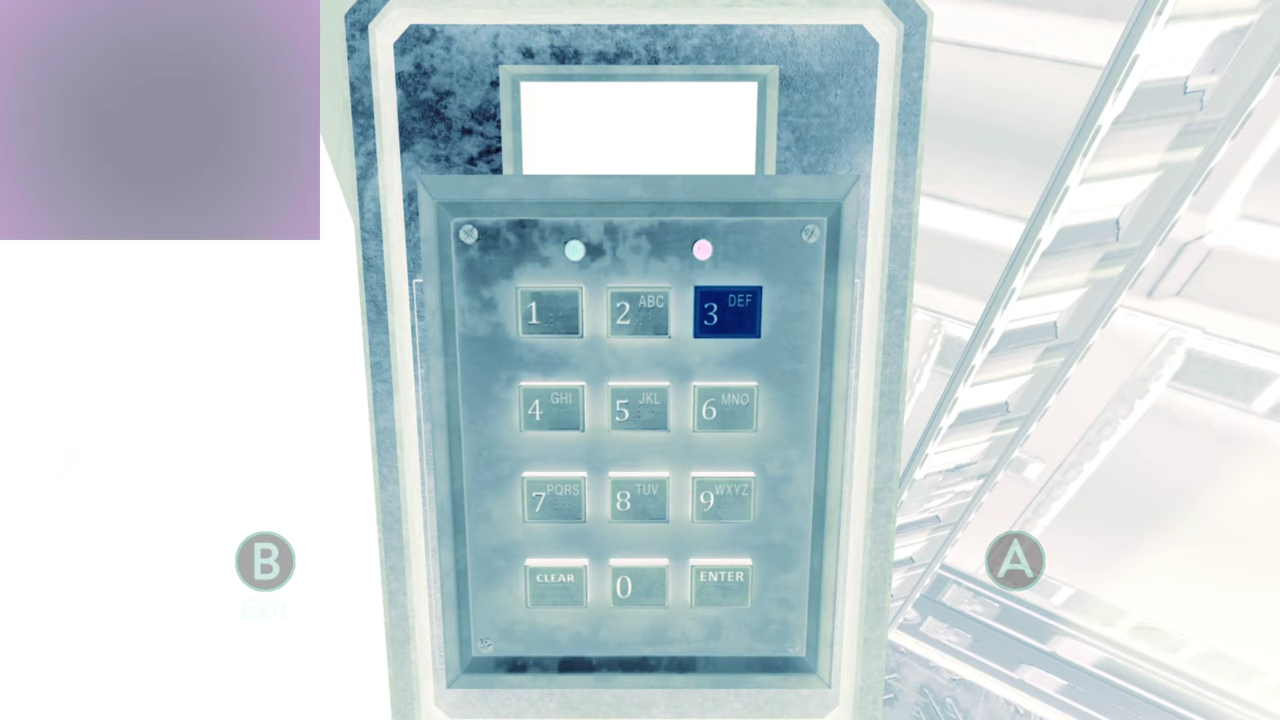 1
2 ABC
3 DEF
4 GHI
5 JKL
6 MNO
7 PQRS
8 TUV
9 WXYZ
CLEAR
0
ENTER
B
A
Exit